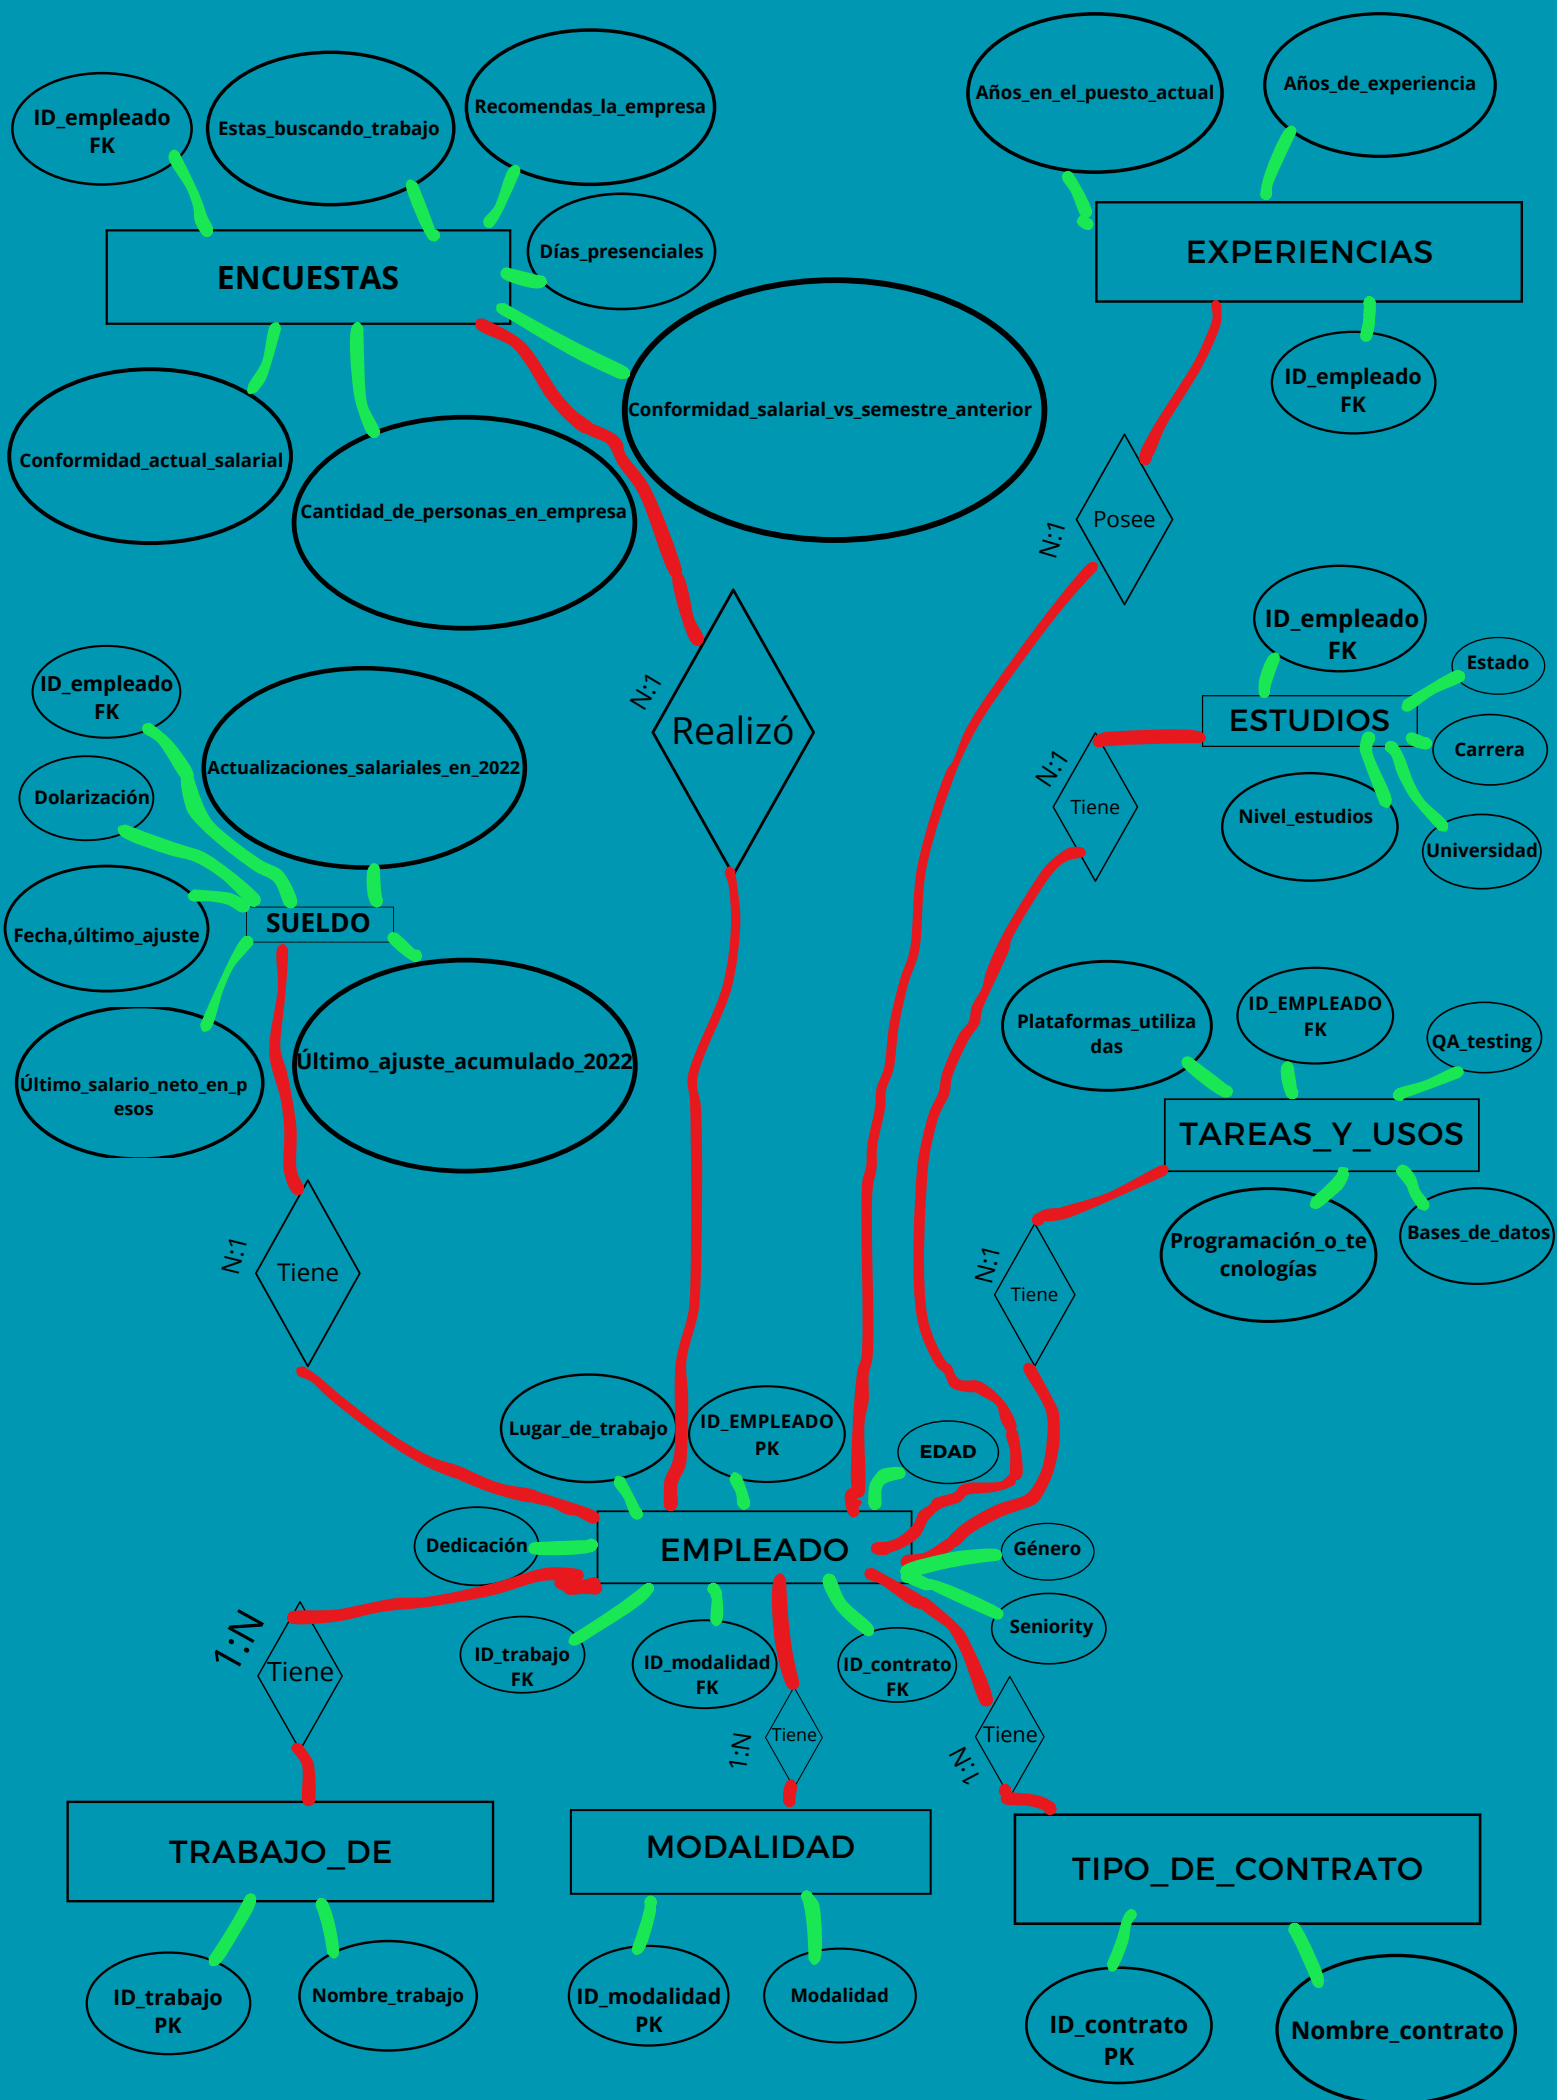 ID_empleado
FK
Estas_buscando_trabajo
Recomendas_la_empresa
Días_presenciales
ENCUESTAS
Conformidad_salarial_vs_semestre_anterior
Conformidad_actual_salarial
Cantidad_de_personas_en_empresa
Años_en_el_puesto_actual
Años_de_experiencia
EXPERIENCIAS
ID_empleado
FK
Posee
N:1
Realizó
N:1
ID_empleado
FK
Estado
ESTUDIOS
Carrera
Nivel_estudios
Universidad
N:1
Tiene
ID_empleado
FK
Actualizaciones_salariales_en_2022
Dolarización
Fecha,último_ajuste
SUELDO
Último_salario_neto_en_p
esos
Último_ajuste_acumulado_2022
N:1
Tiene
Plataformas_utiliza
das
ID_EMPLEADO
FK
QA_testing
TAREAS_Y_USOS
Programación_o_te
cnologías
Bases_de_datos
N:1
Tiene
Lugar_de_trabajo
ID_EMPLEADO
PK
EDAD
Dedicación
EMPLEADO
Género
Seniority
ID_trabajo
FK
ID_modalidad
FK
ID_contrato
FK
1:N
Tiene
1:N
Tiene
1:N
Tiene
TRABAJO_DE
MODALIDAD
TIPO_DE_CONTRATO
ID_trabajo
PK
Nombre_trabajo
ID_modalidad
PK
Modalidad
ID_contrato
PK
Nombre_contrato